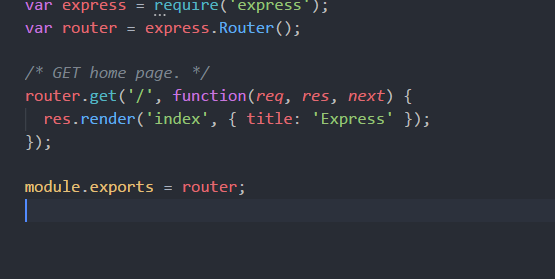 var express = require('express');
var router = express.Router();
/* GET home page. */
router.get('/', function(req, res, next) {
res.render('index', { title: 'Express' });
});
module.exports = router;